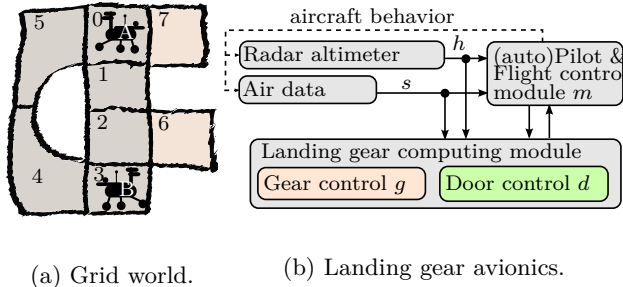 5
0
7
A
1
2
6
4
3
B
(a) Grid world.
aircraft behavior
Radar altimeter
h
(auto)Pilot &
Flight control
module m
Air data
s
Landing gear computing module
Gear control g
Door control d
(b) Landing gear avionics.